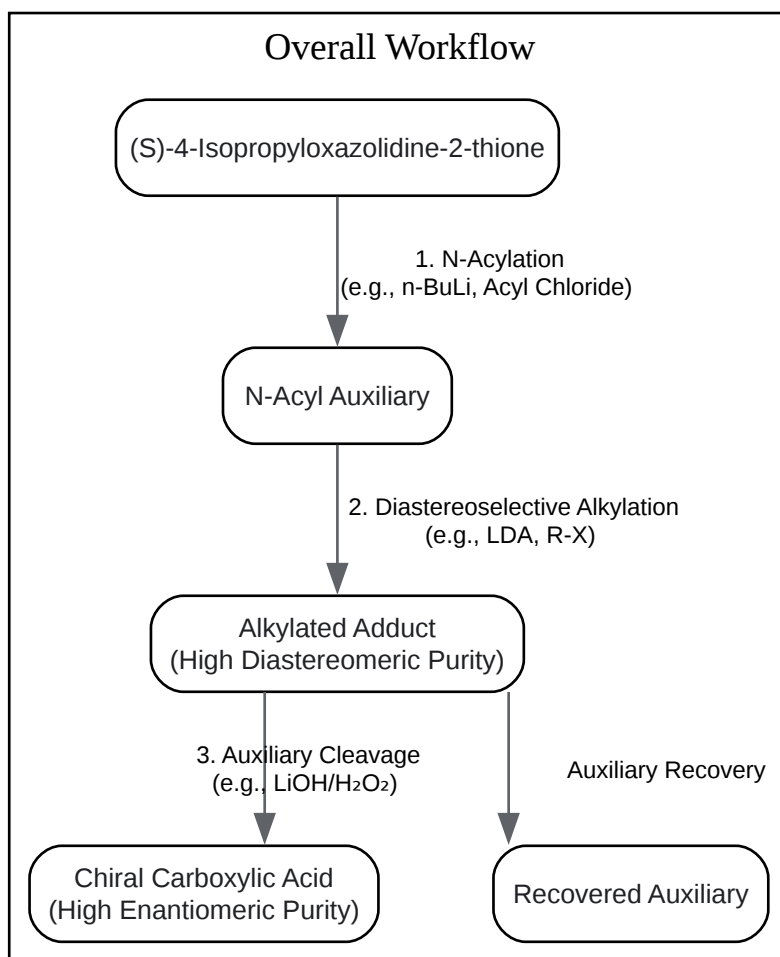 Overall Workflow
(S)-4-Isopropyloxazolidine-2-thione
1. N-Acylation
(e.g., n-BuLi, Acyl Chloride)
N-Acyl Auxiliary
2. Diastereoselective Alkylation
(e.g., LDA, R-X)
Alkylated Adduct
(High Diastereomeric Purity)
3. Auxiliary Cleavage
(e.g., LiOH/H₂O₂)
Auxiliary Recovery
Chiral Carboxylic Acid
(High Enantiomeric Purity)
Recovered Auxiliary